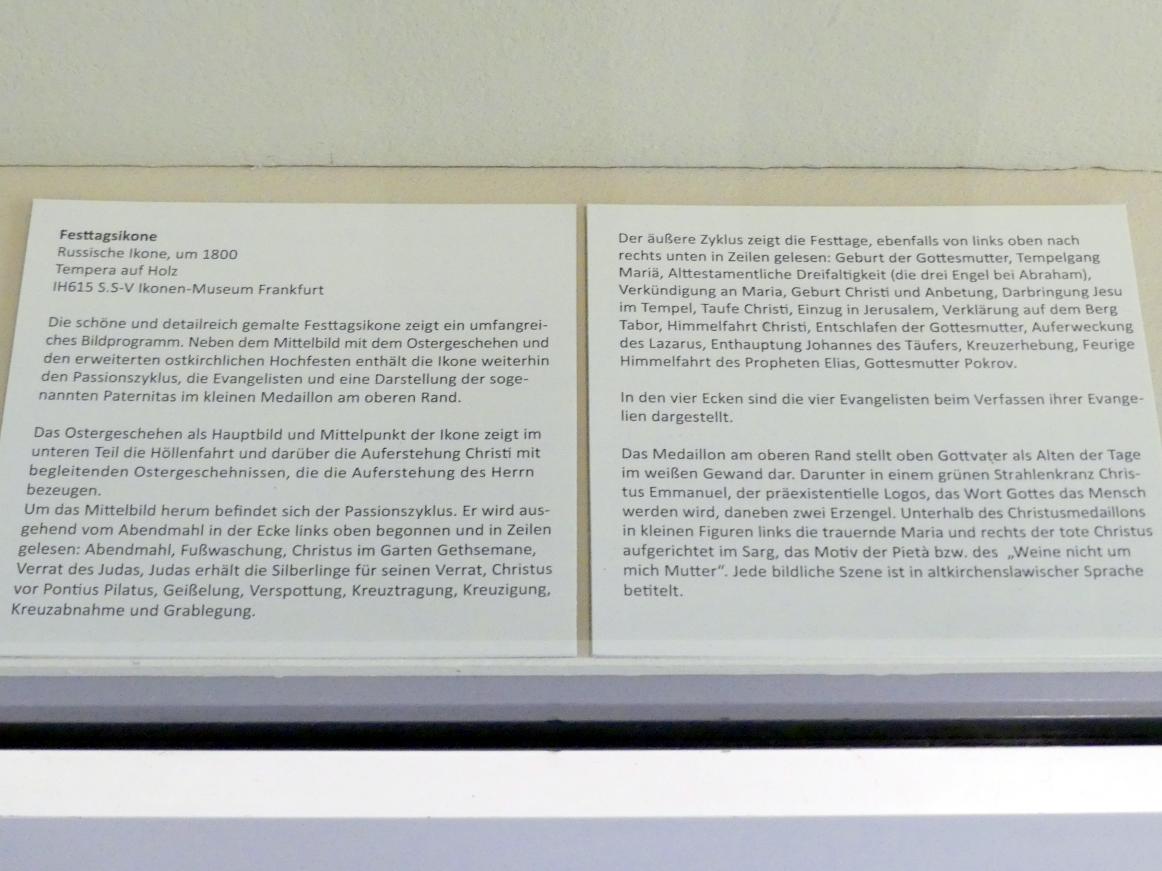 Festtagsikone
Russische Ikone, um 1800
Tempera auf Holz
IH615 S.S-V Ikonen-Museum Frankfurt
Die schöne und detailreich gemalte Festtagsikone zeigt ein umfangrei-
ches Bildprogramm. Neben dem Mittelbild mit dem Ostergeschehen und
den erweiterten ostkirchlichen Hochfesten enthält die Ikone weiterhin
den Passionszyklus, die Evangelisten und eine Darstellung der soge-
nannten Paternitas im kleinen Medaillon am oberen Rand.
Das Ostergeschehen als Hauptbild und Mittelpunkt der Ikone zeigt im
unteren Teil die Höllenfahrt und darüber die Auferstehung Christi mit
begleitenden Ostergeschehnissen, die die Auferstehung des Herrn
bezeugen.
Um das Mittelbild herum befindet sich der Passionszyklus. Er wird aus-
gehend vom Abendmahl in der Ecke links oben begonnen und in Zeilen
gelesen: Abendmahl, Fußwaschung, Christus im Garten Gethsemane,
Verrat des Judas, Judas erhält die Silberlinge für seinen Verrat, Christus
vor Pontius Pilatus, Geißelung, Verspottung, Kreuztragung, Kreuzigung,
Kreuzabnahme und Grablegung.
Der äußere Zyklus zeigt die Festtage, ebenfalls von links oben nach
rechts unten in Zeilen gelesen: Geburt der Gottesmutter, Tempelgang
Mariä, Alttestamentliche Dreifaltigkeit (die drei Engel bei Abraham),
Verkündigung an Maria, Geburt Christi und Anbetung, Darbringung Jesu
im Tempel, Taufe Christi, Einzug in Jerusalem, Verklärung auf dem Berg
Tabor, Himmelfahrt Christi, Entschlafen der Gottesmutter, Auferweckung
des Lazarus, Enthauptung Johannes des Täufers, Kreuzerhebung, Feurige
Himmelfahrt des Propheten Elias, Gottesmutter Pokrov.
In den vier Ecken sind die vier Evangelisten beim Verfassen ihrer Evange-
lien dargestellt.
Das Medaillon am oberen Rand stellt oben Gottvater als Alten der Tage
im weißen Gewand dar. Darunter in einem grünen Strahlenkranz Chris-
tus Emmanuel, der präexistentielle Logos, das Wort Gottes das Mensch
werden wird, daneben zwei Erzengel. Unterhalb des Christusmedaillons
in kleinen Figuren links die trauernde Maria und rechts der tote Christus
aufgerichtet im Sarg, das Motiv der Pietà bzw. des „Weine nicht um
mich Mutter“. Jede bildliche Szene ist in altkirchenslawischer Sprache
betitelt.